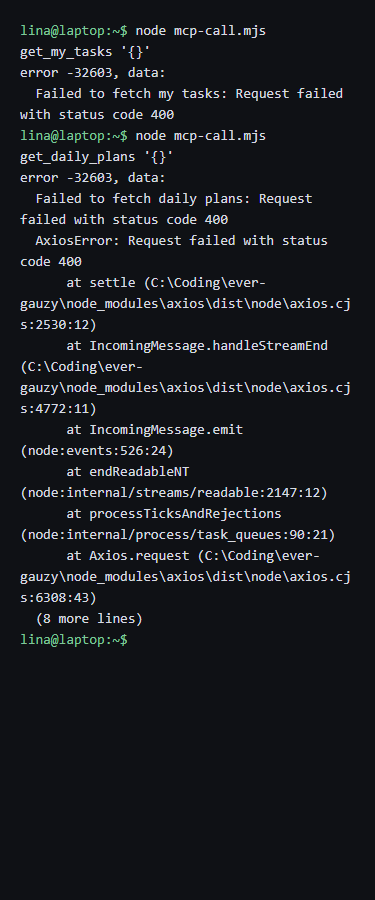 lina@laptop:~$ node mcp-call.mjs
get_my_tasks '{}'
error -32603, data:
  Failed to fetch my tasks: Request failed
with status code 400
lina@laptop:~$ node mcp-call.mjs
get_daily_plans '{}'
error -32603, data:
  Failed to fetch daily plans: Request
failed with status code 400
  AxiosError: Request failed with status
code 400
      at settle (C:\Coding\ever-
gauzy\node_modules\axios\dist\node\axios.cj
s:2530:12)
      at IncomingMessage.handleStreamEnd
(C:\Coding\ever-
gauzy\node_modules\axios\dist\node\axios.cj
s:4772:11)
      at IncomingMessage.emit
(node:events:526:24)
      at endReadableNT
(node:internal/streams/readable:2147:12)
      at processTicksAndRejections
(node:internal/process/task_queues:90:21)
      at Axios.request (C:\Coding\ever-
gauzy\node_modules\axios\dist\node\axios.cj
s:6308:43)
  (8 more lines)
lina@laptop:~$